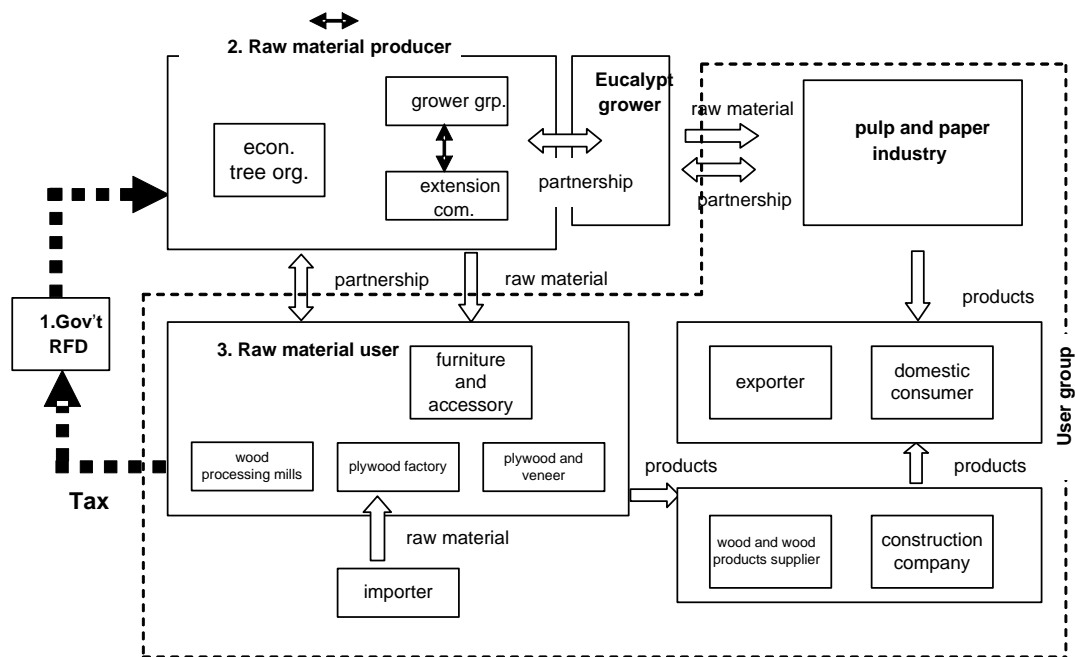 2. Raw material producer
grower grp.
econ.
tree org.
extension
com.
Eucalypt
grower
partnership
raw material
partnership
pulp and paper
industry
partnership
raw material
products
1.Gov't
RFD
Tax
3. Raw material user
furniture
and
accessory
wood
processing mills
plywood factory
plywood and
veneer
raw material
importer
products
exporter
domestic
consumer
products
wood and wood
products supplier
construction
company
User group